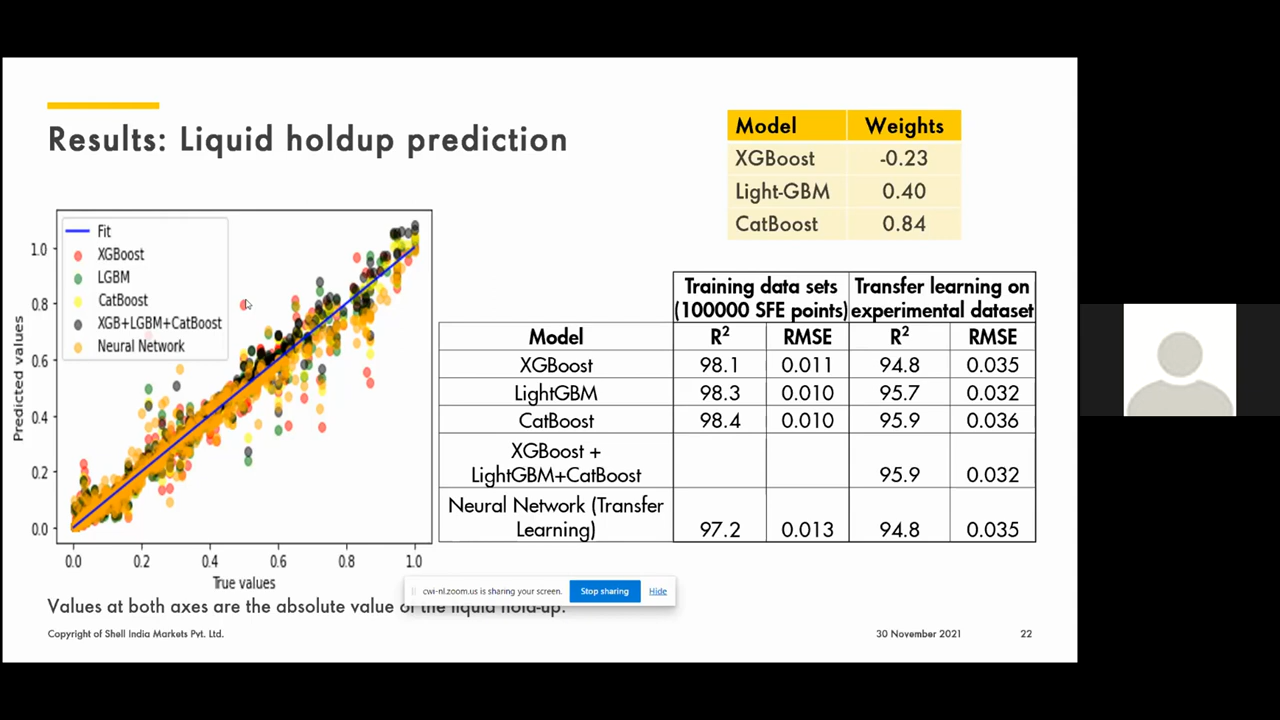 Results: Liquid holdup prediction
Model Weights
XGBoost -0.23
Light-GBM 0.40
CatBoost 0.84
Fit
XGBoost
LGBM
CatBoost
XGB+LGBM+CatBoost
Neural Network
1.0
0.8
0.6
0.4
0.2
0.0
Predicted values
0.0 0.2 0.4 0.6 0.8 1.0
True values
Training data sets Transfer learning on
(100000 SFE points) experimental dataset
Model R² RMSE R² RMSE
XGBoost 98.1 0.011 94.8 0.035
LightGBM 98.3 0.010 95.7 0.032
CatBoost 98.4 0.010 95.9 0.036
XGBoost +
LightGBM+CatBoost 95.9 0.032
Neural Network (Transfer
Learning) 97.2 0.013 94.8 0.035
cwi-nl.zoom.us is sharing your screen. Stop sharing Hide
Values at both axes are the absolute value of the liquid hold-up.
Copyright of Shell India Markets Pvt. Ltd. 30 November 2021 22